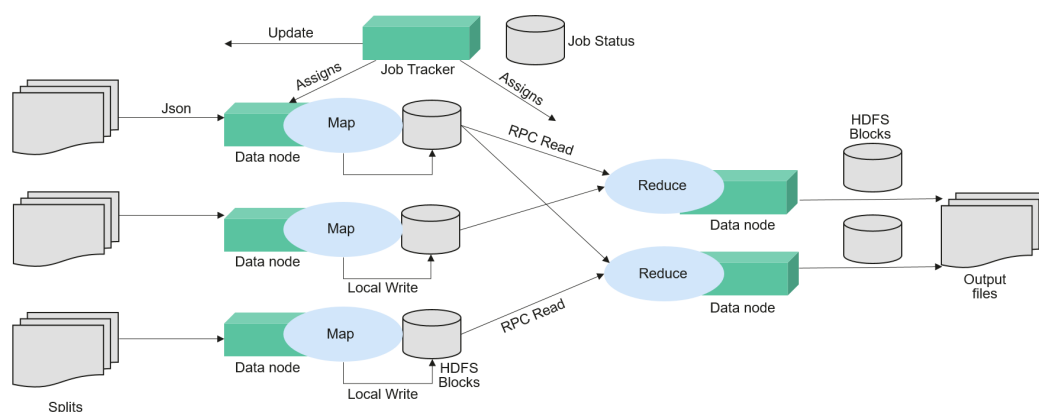 Update
Job Tracker
Job Status
Assigns
Assigns
Json
Map
Data node
RPC Read
HDFS
Blocks
Reduce
Data node
Map
Data node
Local Write
Reduce
Data node
Output
files
RPC Read
Map
Data node
HDFS
Blocks
Local Write
Splits